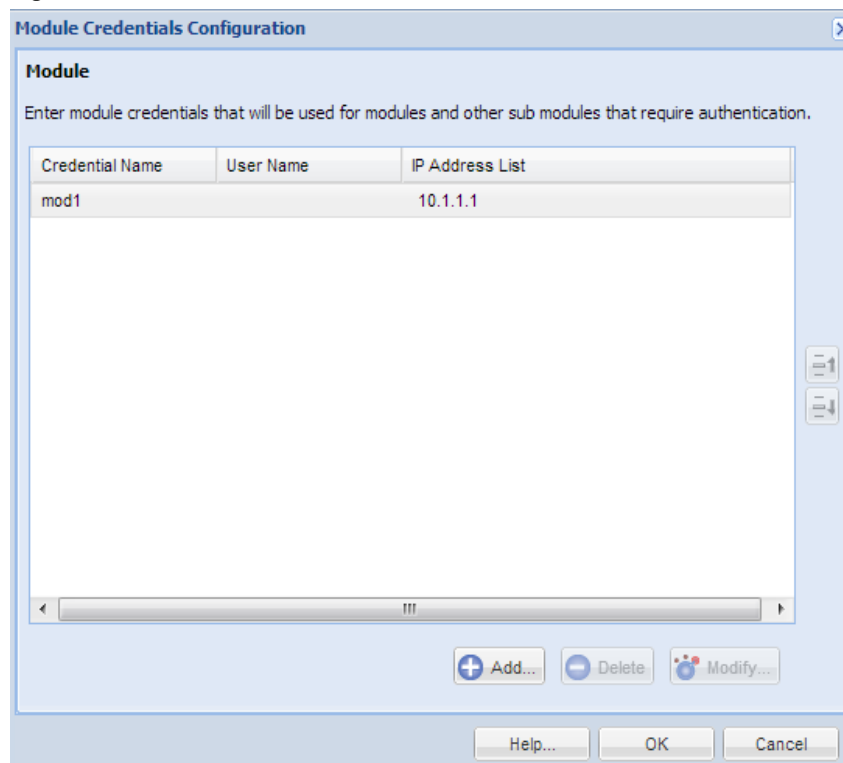 Module Credentials Configuration
Module
Enter module credentials that will be used for modules and other sub modules that require authentication.
Credential Name User Name IP Address List
mod1 10.1.1.1
Add... Delete Modify...
Help... OK Cancel